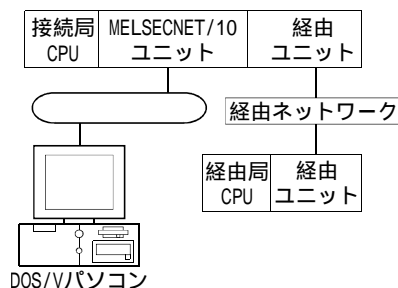 接続局
CPU
MELSECNET/10
ユニット
経由
ユニット
経由ネットワーク
経由局
CPU
経由
ユニット
DOS/Vパソコン